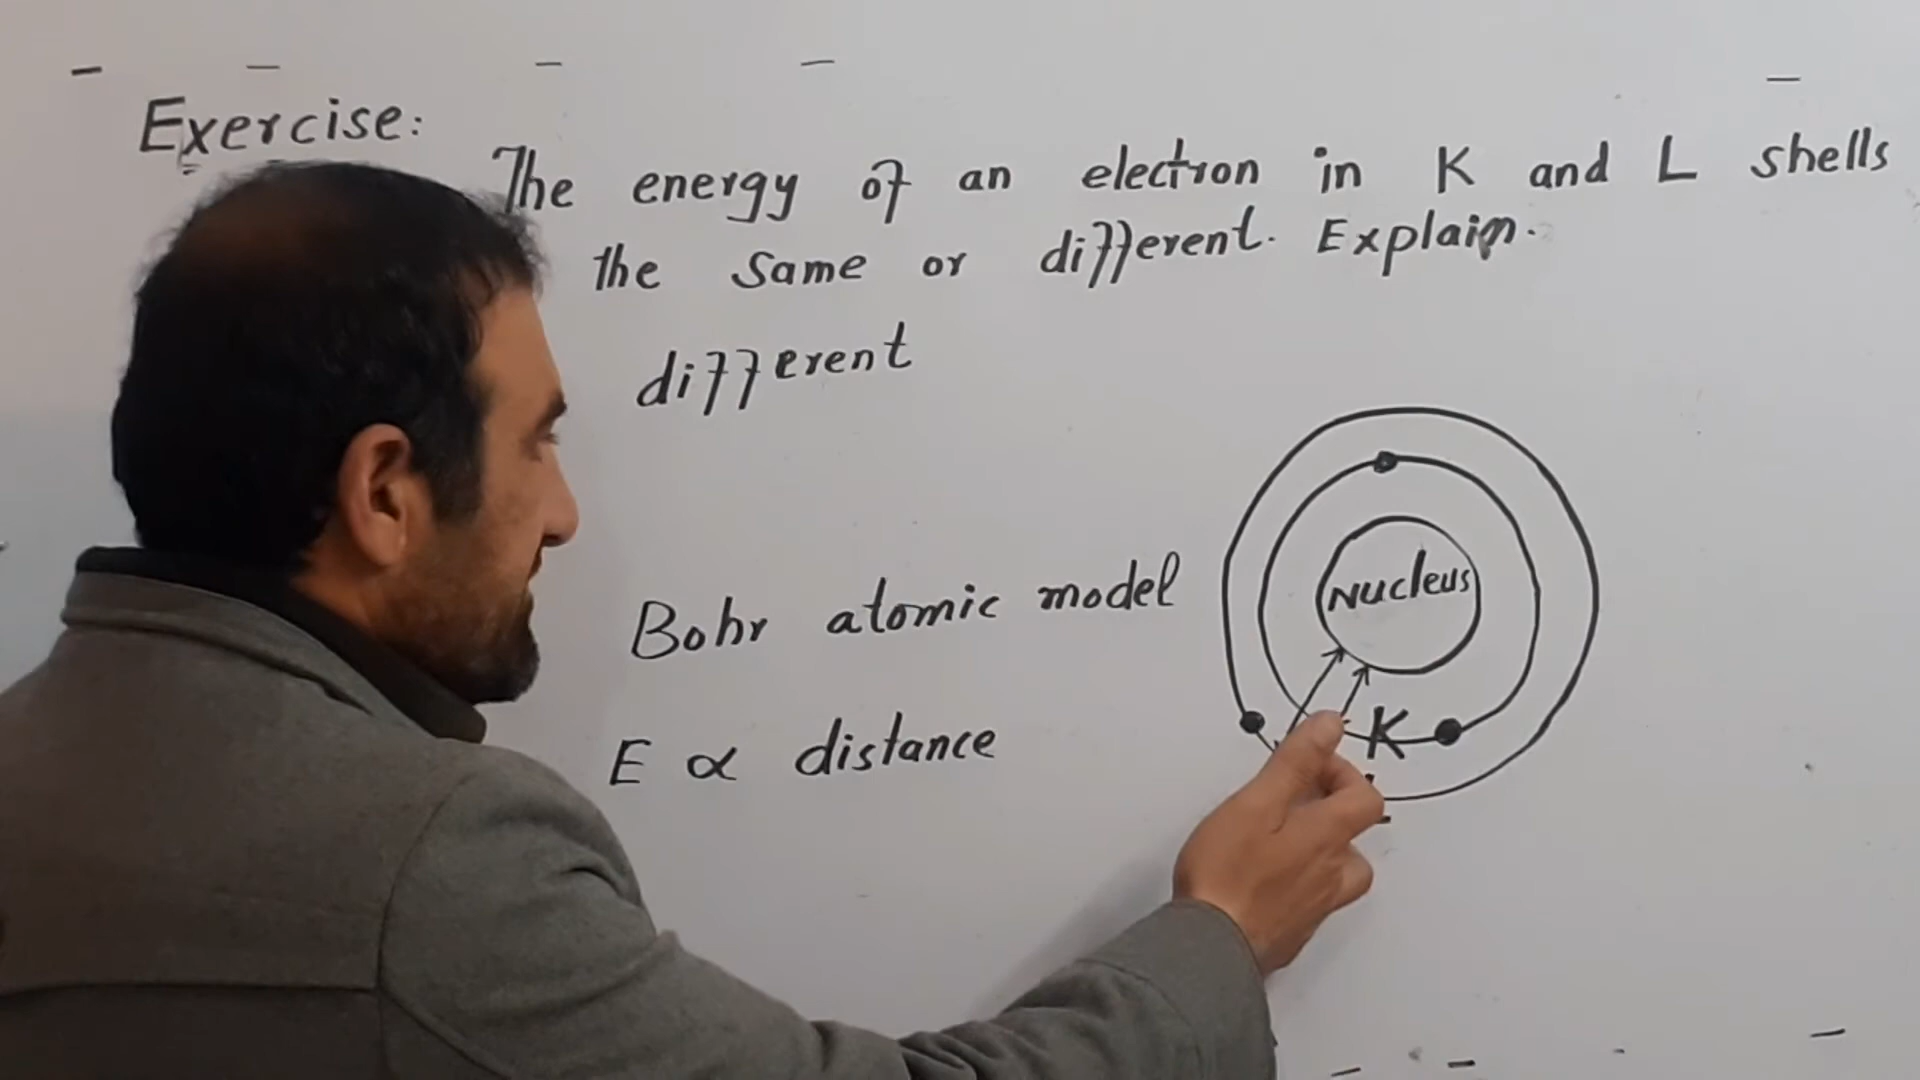 Exercise:
The energy of an electron in K and L shells
the same or different. Explain.
different
Nucleus
Bohr atomic model
K
E ∝ distance